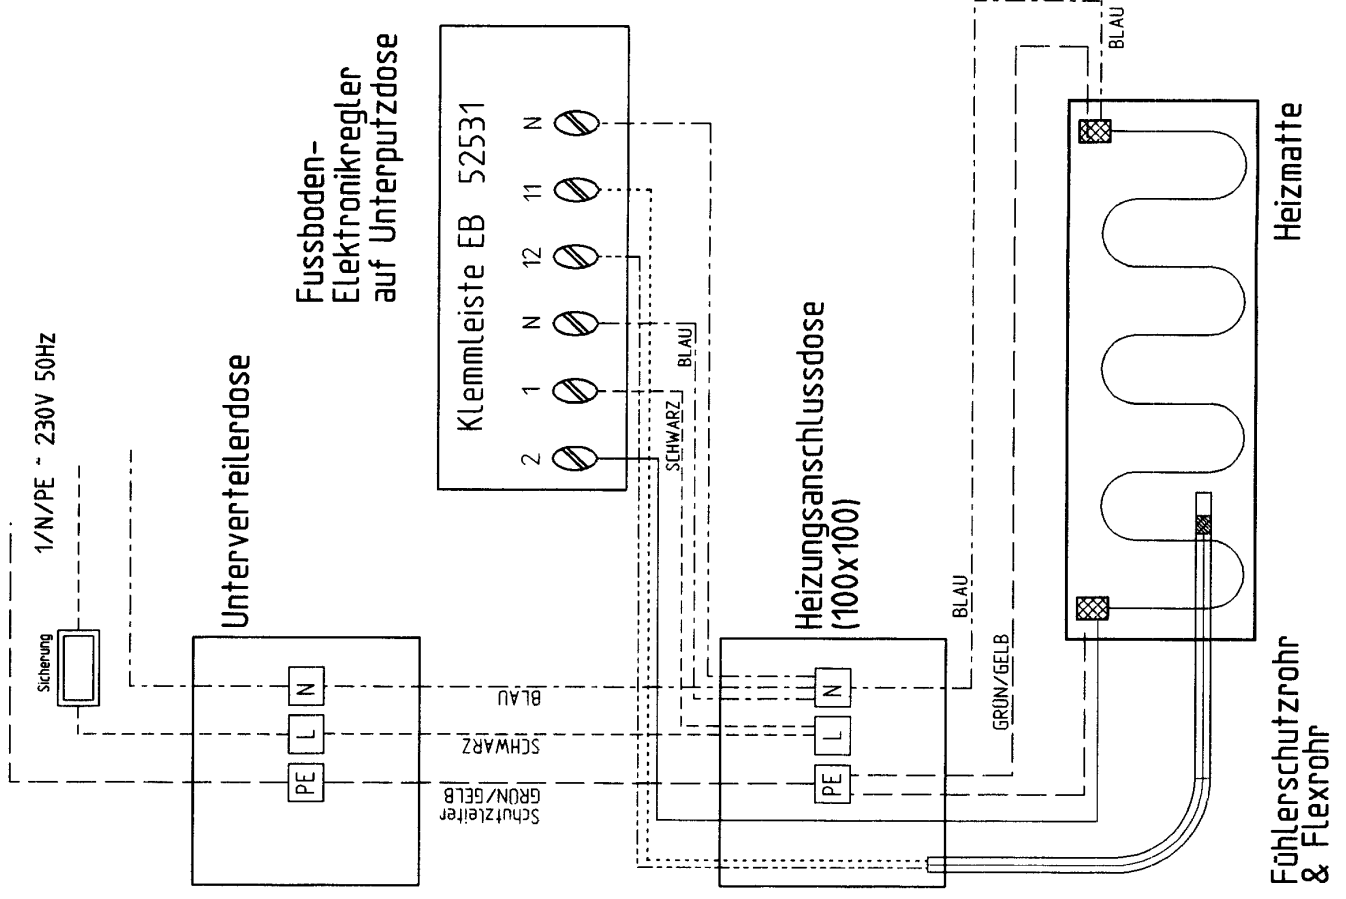 1/N/PE ~ 230V 50Hz
Sicherung
Unterverteilerdose
N
L
PE
BLAU
SCHWARZ
GRÜN/GELB
Schutzleiter
Fussboden-
Elektronikregler
auf Unterputzdose
Klemmleiste EB 52531
2
1
N
12
11
N
SCHWARZ
BLAU
Heizungsanschlussdose
(100x100)
N
L
PE
BLAU
GRÜN/GELB
BLAU
Heizmatte
Fühlerschutzrohr
& Flexrohr